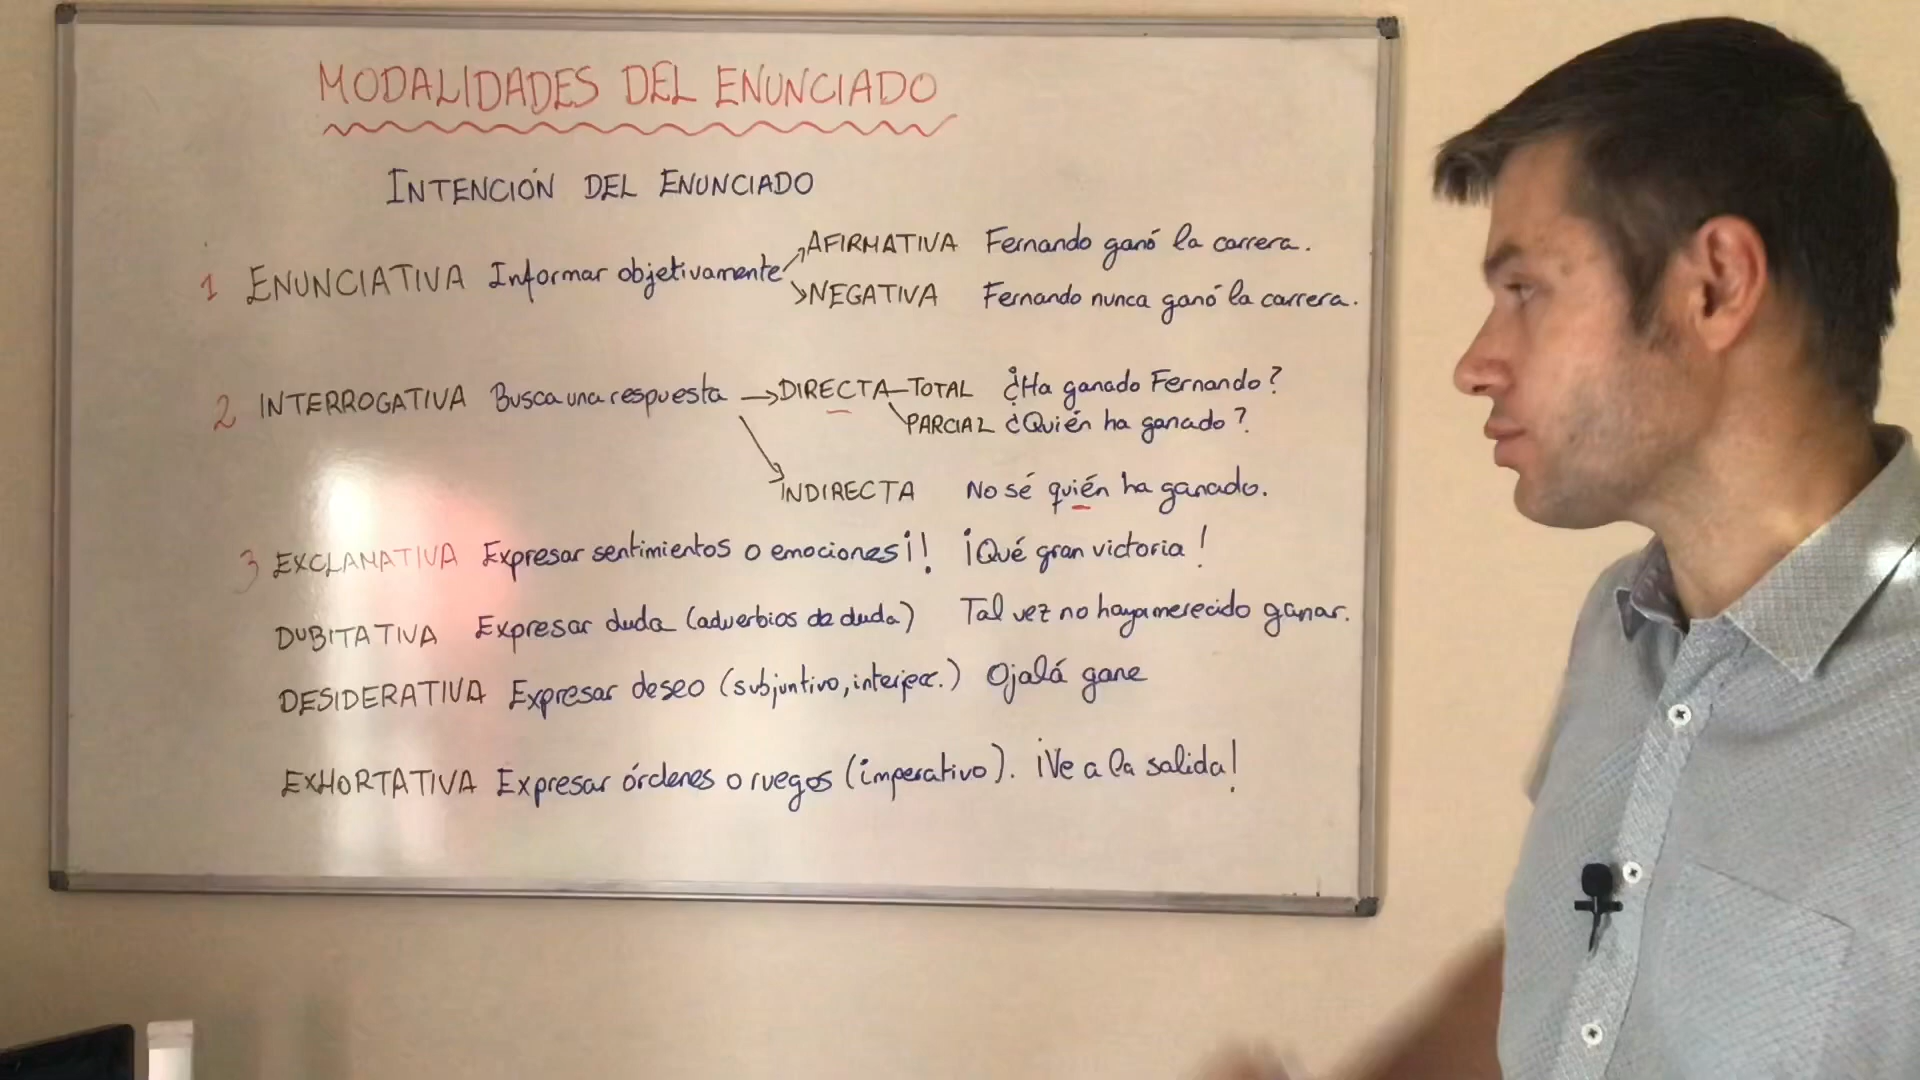 MODALIDADES DEL ENUNCIADO
INTENCIÓN DEL ENUNCIADO
1 ENUNCIATIVA Informar objetivamente AFIRMATIVA Fernando ganó la carrera.
NEGATIVA Fernando nunca ganó la carrera.
2 INTERROGATIVA Busca una respuesta DIRECTA TOTAL ¿Ha ganado Fernando?
PARCIAL ¿Quién ha ganado?
INDIRECTA No sé quién ha ganado.
3 EXCLAMATIVA Expresar sentimientos o emociones ¡! ¡Qué gran victoria!
DUBITATIVA Expresar duda (adverbios de duda) Tal vez no haya merecido ganar.
DESIDERATIVA Expresar deseo (subjuntivo, interjecc.) Ojalá gane
EXHORTATIVA Expresar órdenes o ruegos (imperativo). ¡Ve a la salida!